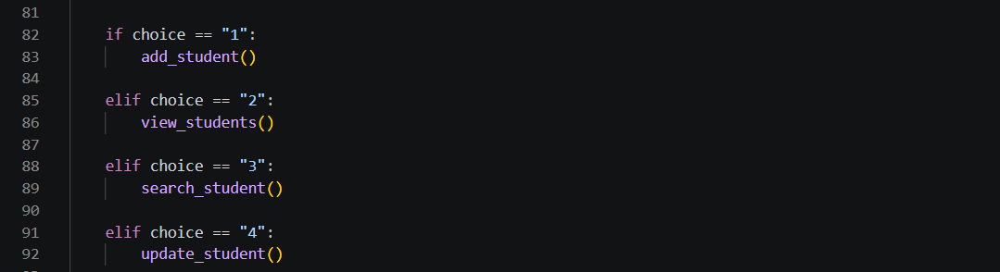 81
82 if choice == "1":
83 add_student()
84
85 elif choice == "2":
86 view_students()
87
88 elif choice == "3":
89 search_student()
90
91 elif choice == "4":
92 update_student()